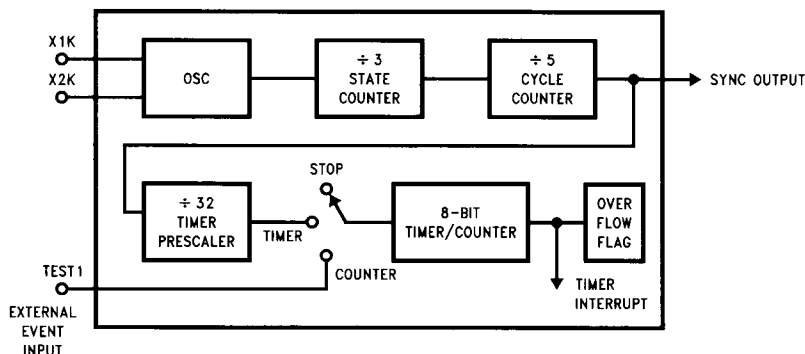 X1K
X2K
OSC
÷ 3
STATE
COUNTER
÷ 5
CYCLE
COUNTER
SYNC OUTPUT
÷ 32
TIMER
PRESCALER
STOP
TIMER
COUNTER
8-BIT
TIMER/COUNTER
OVER
FLOW
FLAG
TIMER
INTERRUPT
TEST1
EXTERNAL
EVENT
INPUT